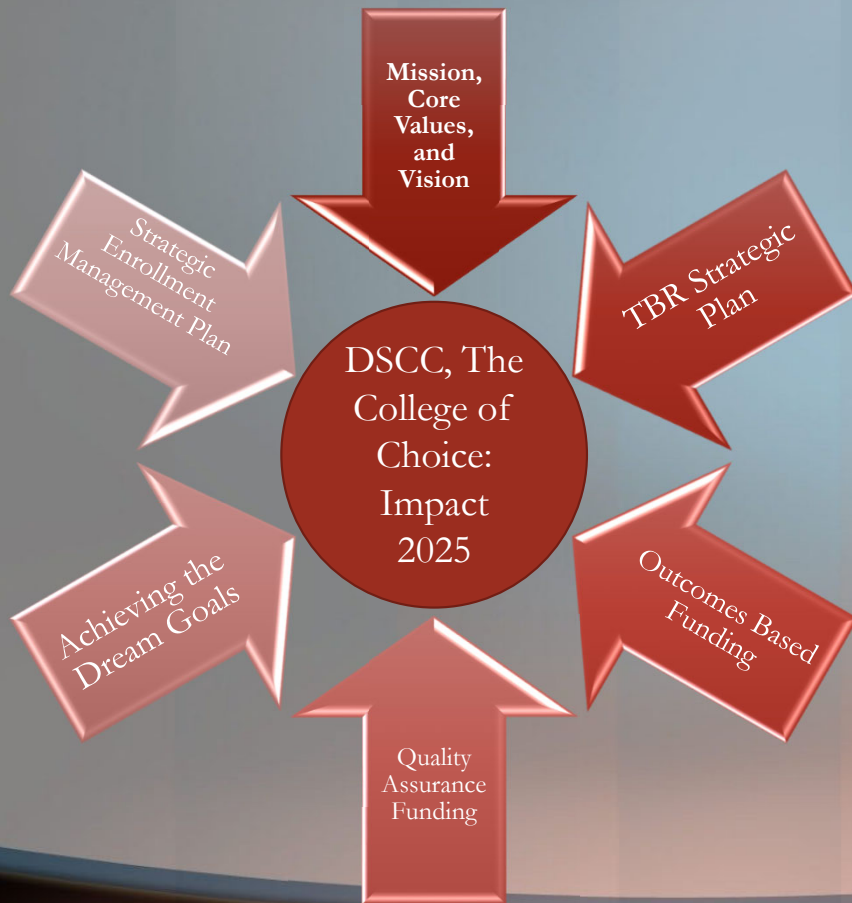 Mission,
Core
Values,
and
Vision
TBR Strategic
Plan
Outcomes Based
Funding
Quality
Assurance
Funding
Achieving the
Dream Goals
Strategic
Enrollment
Management Plan
DSCC, The
College of
Choice:
Impact
2025